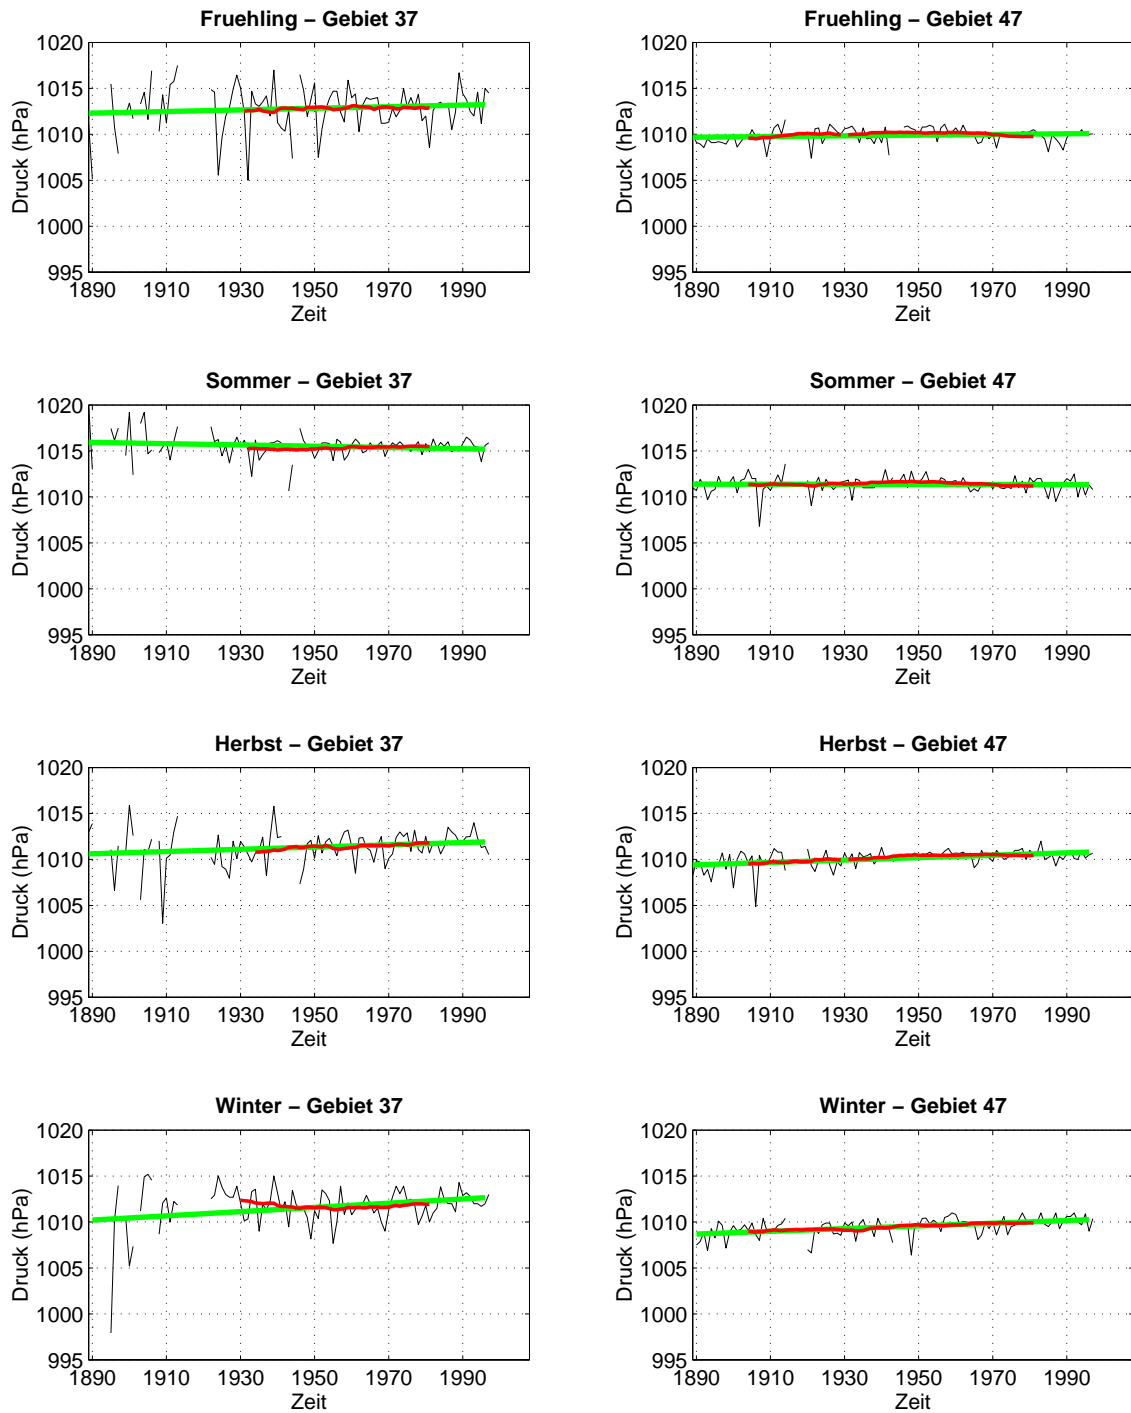 Fruehling – Gebiet 37
Druck (hPa)
1020
1015
1010
1005
1000
995
1890 1910 1930 1950 1970 1990
Zeit
Fruehling – Gebiet 47
Druck (hPa)
1020
1015
1010
1005
1000
995
1890 1910 1930 1950 1970 1990
Zeit
Sommer – Gebiet 37
Druck (hPa)
1020
1015
1010
1005
1000
995
1890 1910 1930 1950 1970 1990
Zeit
Sommer – Gebiet 47
Druck (hPa)
1020
1015
1010
1005
1000
995
1890 1910 1930 1950 1970 1990
Zeit
Herbst – Gebiet 37
Druck (hPa)
1020
1015
1010
1005
1000
995
1890 1910 1930 1950 1970 1990
Zeit
Herbst – Gebiet 47
Druck (hPa)
1020
1015
1010
1005
1000
995
1890 1910 1930 1950 1970 1990
Zeit
Winter – Gebiet 37
Druck (hPa)
1020
1015
1010
1005
1000
995
1890 1910 1930 1950 1970 1990
Zeit
Winter – Gebiet 47
Druck (hPa)
1020
1015
1010
1005
1000
995
1890 1910 1930 1950 1970 1990
Zeit